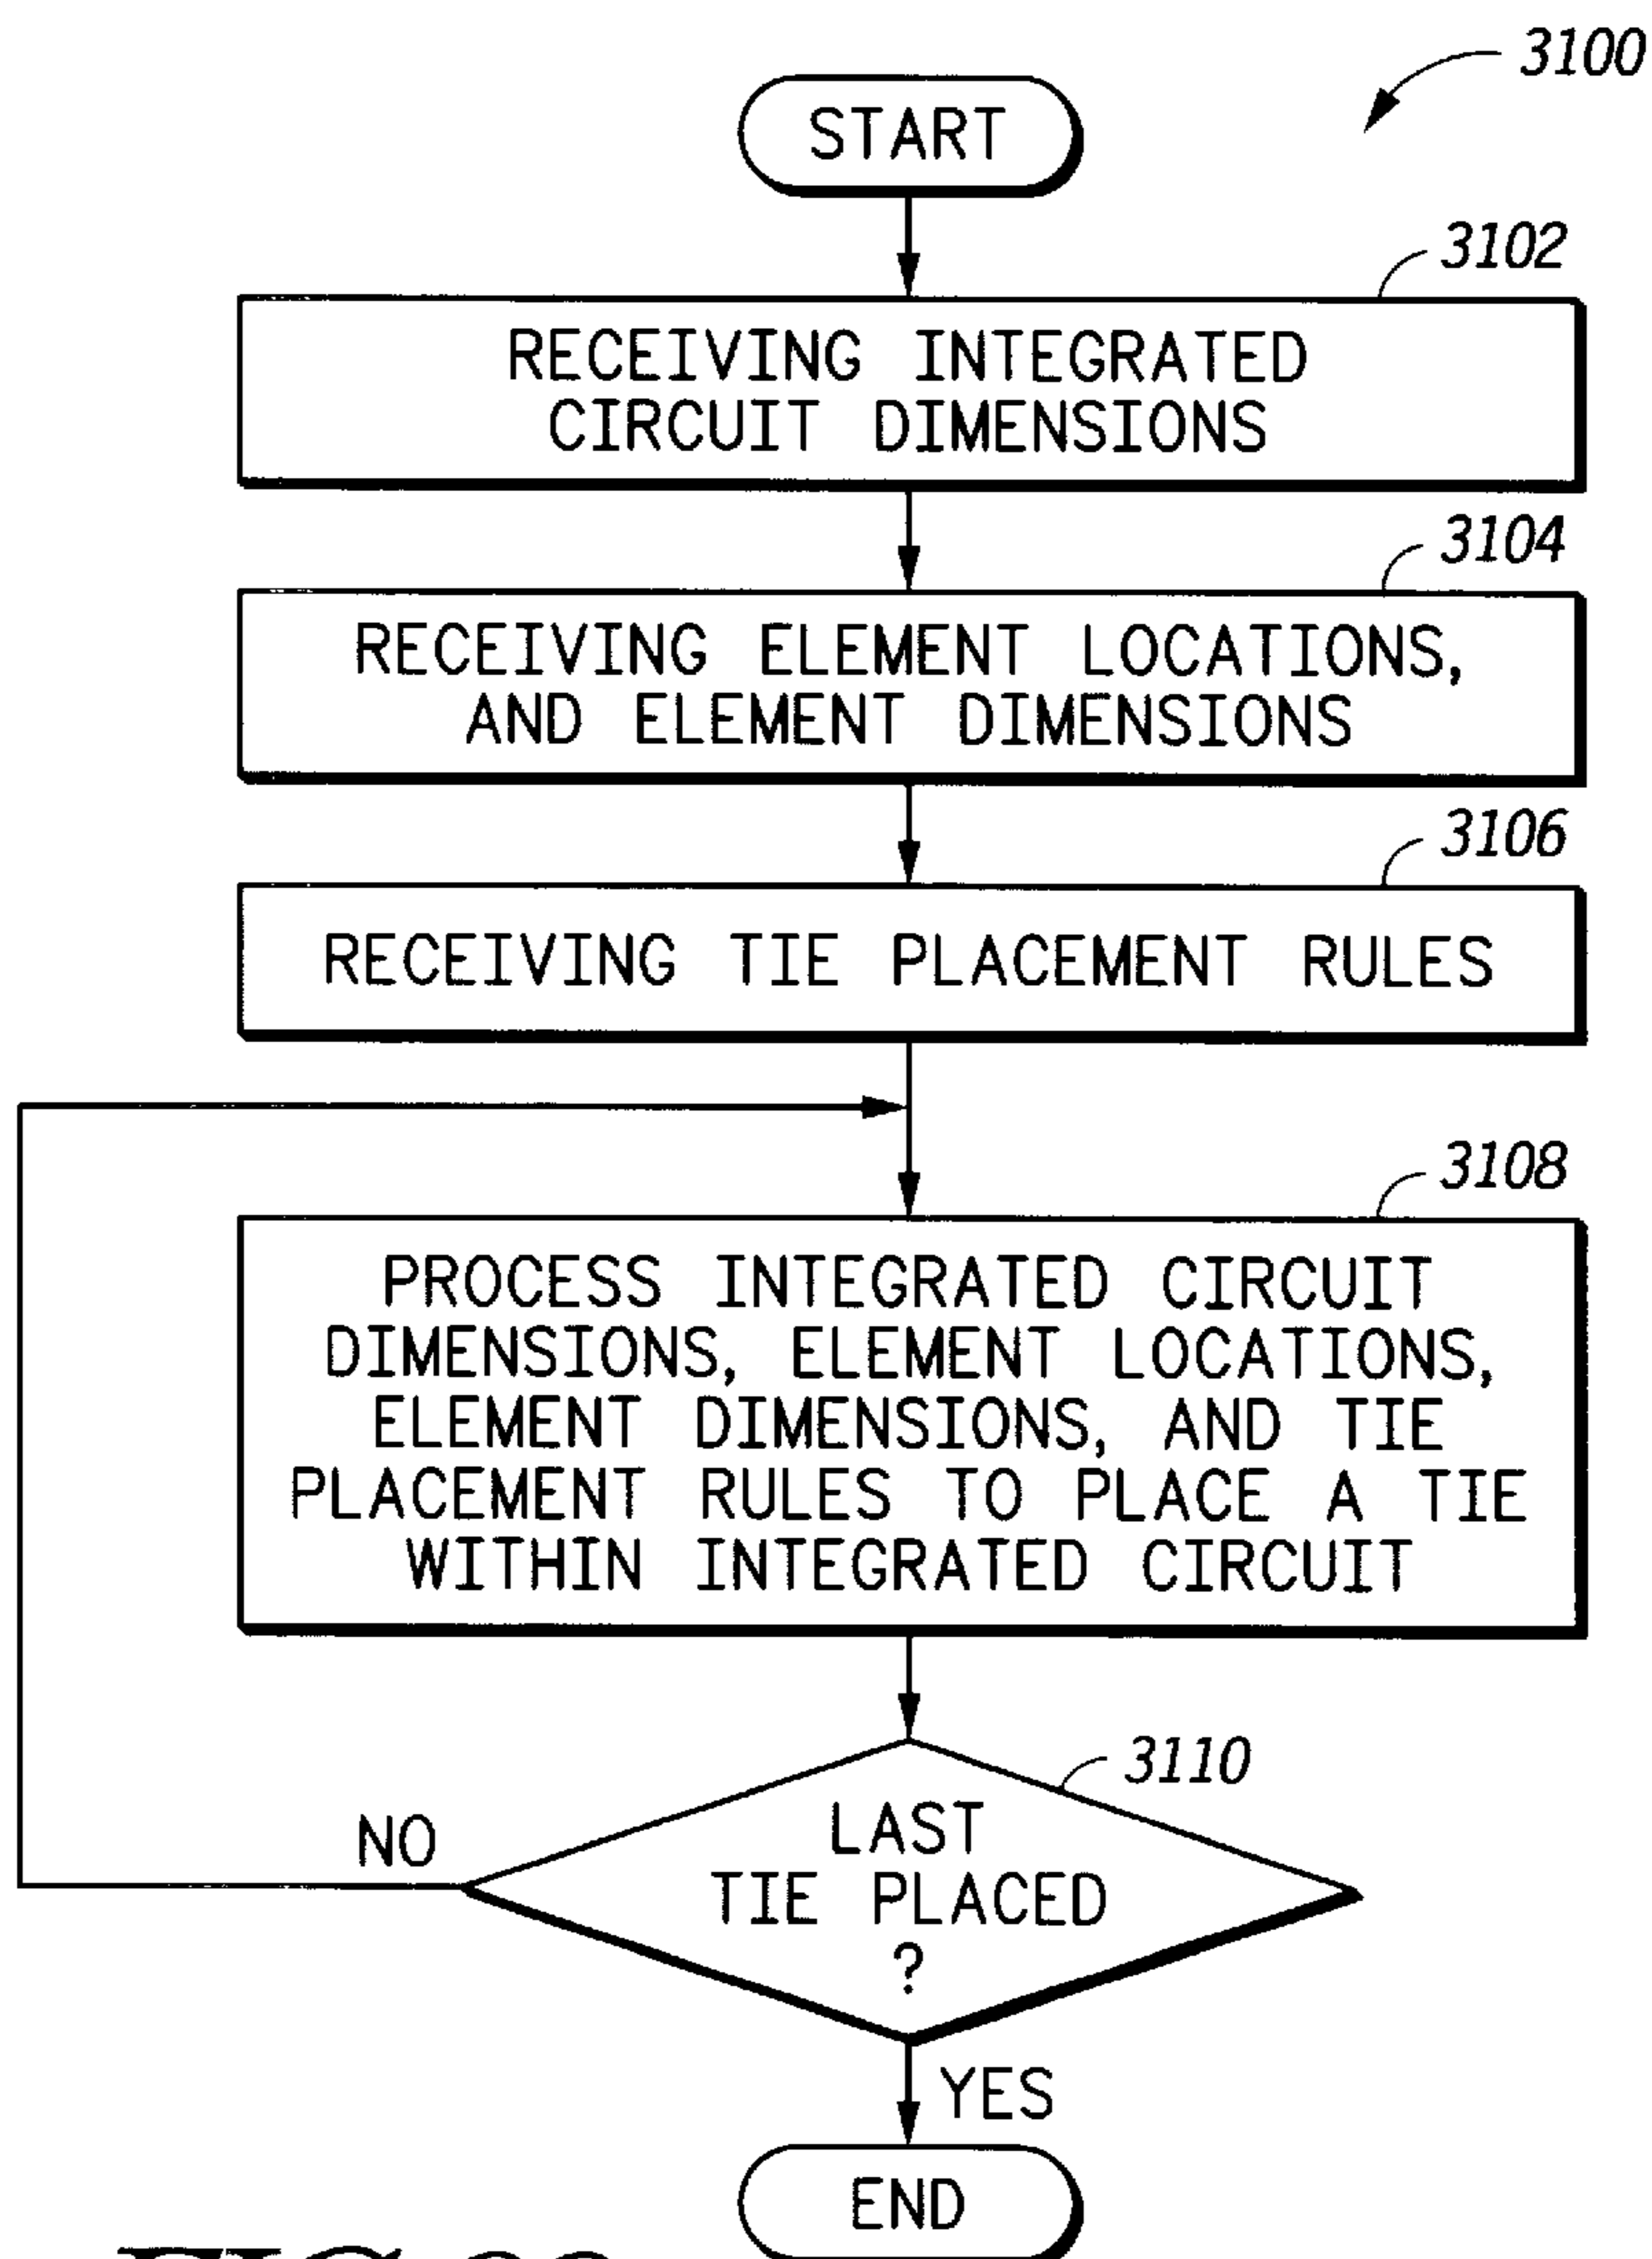 3100
START
3102
RECEIVING INTEGRATED
CIRCUIT DIMENSIONS
3104
RECEIVING ELEMENT LOCATIONS,
AND ELEMENT DIMENSIONS
3106
RECEIVING TIE PLACEMENT RULES
3108
PROCESS INTEGRATED CIRCUIT
DIMENSIONS, ELEMENT LOCATIONS,
ELEMENT DIMENSIONS, AND TIE
PLACEMENT RULES TO PLACE A TIE
WITHIN INTEGRATED CIRCUIT
3110
LAST
TIE PLACED
?
NO
YES
END